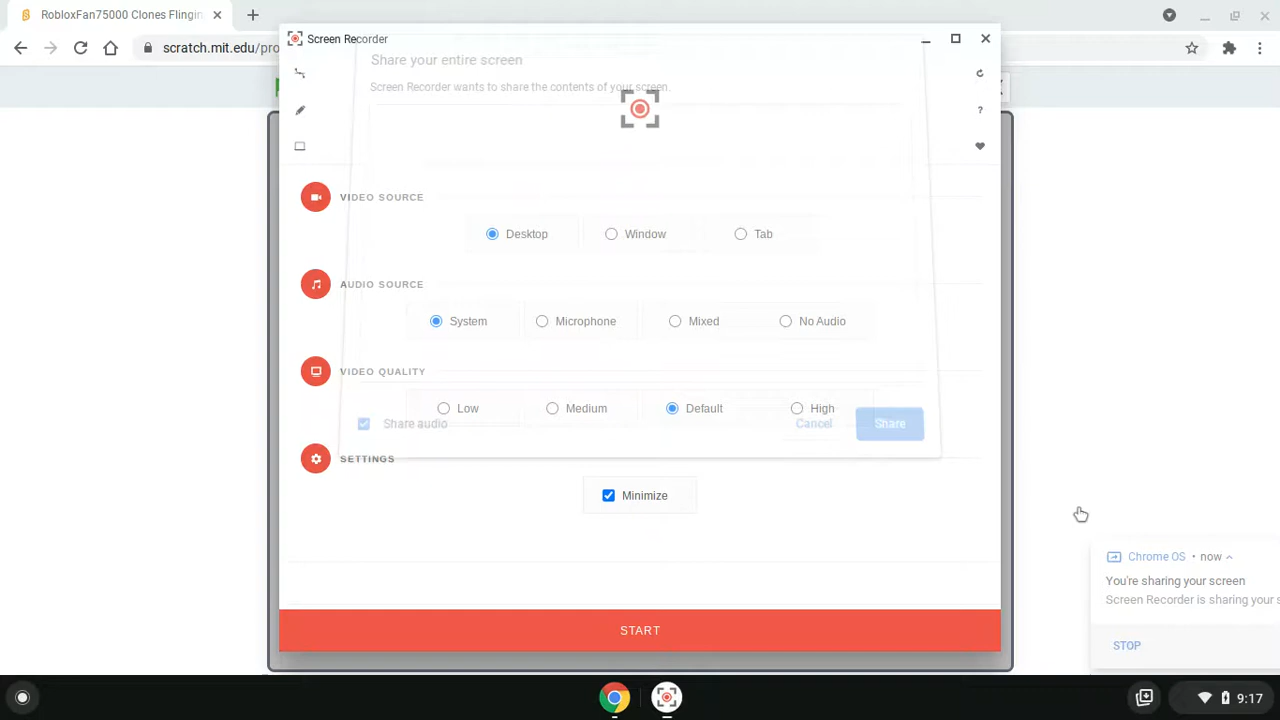 RobloxFan75000 Clones Flingin
scratch.mit.edu/pro
Screen Recorder
Share your entire screen
Screen Recorder wants to share the contents of your screen.
VIDEO SOURCE
Desktop
Window
Tab
AUDIO SOURCE
System
Microphone
Mixed
No Audio
VIDEO QUALITY
Low
Medium
Default
High
Share audio
Cancel
Share
SETTINGS
Minimize
START
Chrome OS • now
You're sharing your screen
Screen Recorder is sharing your s
STOP
9:17